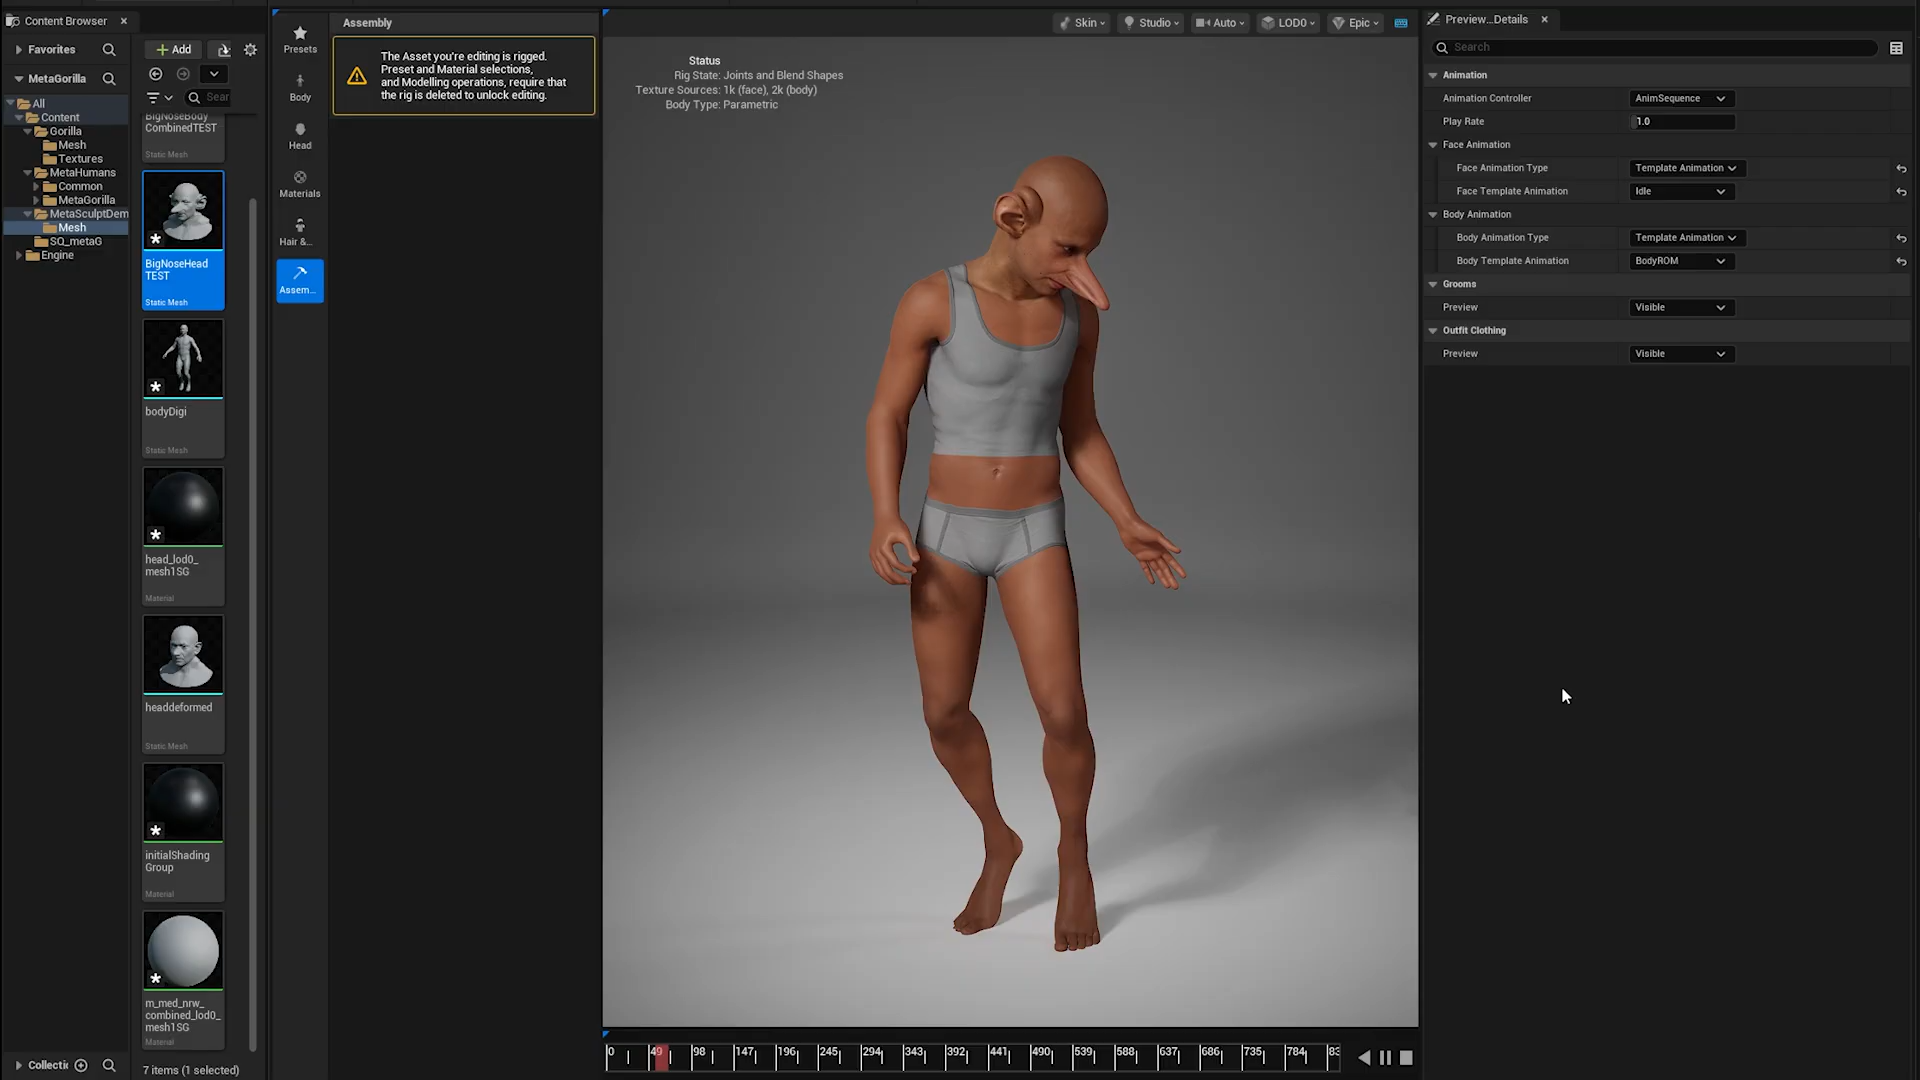 Content Browser
Favorites
MetaGorilla
All
Content
Gorilla
Mesh
Textures
MetaHumans
Common
MetaGorilla
MetaSculptDem
Mesh
SQ_metaG
Engine
Collectic
Add
Sear
BigNoseBody
CombinedTEST
Static Mesh
BigNoseHead
TEST
Static Mesh
bodyDigi
Static Mesh
head_lod0_
mesh1SG
Material
headdeformed
Static Mesh
initialShading
Group
Material
m_med_nrw_
combined_lod0_
mesh1SG
Material
7 items (1 selected)
Presets
Body
Head
Materials
Hair &...
Assem...
Assembly
The Asset you're editing is rigged.
Preset and Material selections,
and Modelling operations, require that
the rig is deleted to unlock editing.
Skin
Studio
Auto
LOD0
Epic
Status
Rig State: Joints and Blend Shapes
Texture Sources: 1k (face), 2k (body)
Body Type: Parametric
0 49 98 147 196 245 294 343 392 441 490 539 588 637 686 735 784 83
Preview...Details
Search
Animation
Animation Controller AnimSequence
Play Rate 1.0
Face Animation
Face Animation Type Template Animation
Face Template Animation Idle
Body Animation
Body Animation Type Template Animation
Body Template Animation BodyROM
Grooms
Preview Visible
Outfit Clothing
Preview Visible